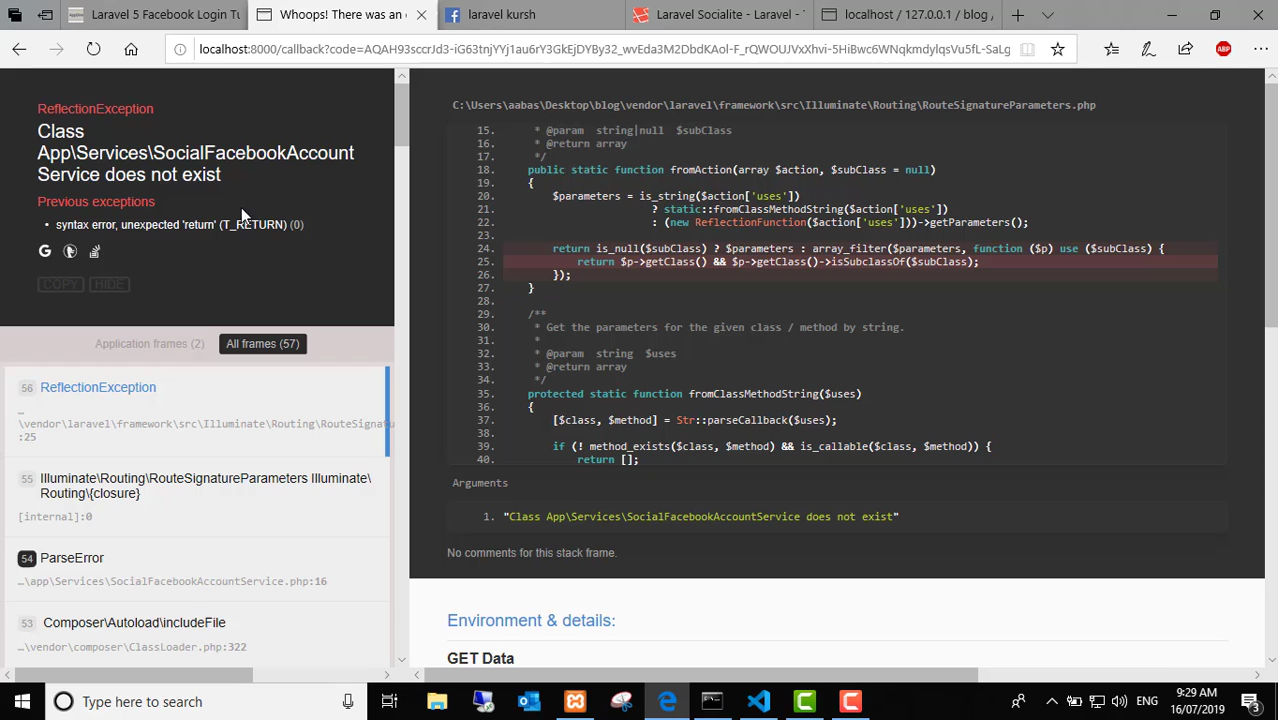 Laravel 5 Facebook Login Tu
Whoops! There was an
laravel kursh
Laravel Socialite - Laravel -
localhost / 127.0.0.1 / blog
localhost:8000/callback?code=AQAH93sccrJd3-iG63tnjYYj1au6rY3GkEjDYBy32_wvEda3M2DbdKAol-F_rQWOUJVxXhvi-5HiBwc6WNqkmdylqsVu5fL-SaLg
ABP
ReflectionException
Class
App\Services\SocialFacebookAccount
Service does not exist
Previous exceptions
• syntax error, unexpected 'return' (T_RETURN) (0)
COPY HIDE
Application frames (2) All frames (57)
56 ReflectionException
…
\vendor\laravel\framework\src\Illuminate\Routing\RouteSignatur
:25
55 Illuminate\Routing\RouteSignatureParameters Illuminate\
Routing\{closure}
[internal]:0
54 ParseError
…\app\Services\SocialFacebookAccountService.php:16
53 Composer\Autoload\includeFile
…\vendor\composer\ClassLoader.php:322
C:\Users\aabas\Desktop\blog\vendor\laravel\framework\src\Illuminate\Routing\RouteSignatureParameters.php
15. * @param string|null $subClass
16. * @return array
17. */
18. public static function fromAction(array $action, $subClass = null)
19. {
20. $parameters = is_string($action['uses'])
21. ? static::fromClassMethodString($action['uses'])
22. : (new ReflectionFunction($action['uses']))->getParameters();
23.
24. return is_null($subClass) ? $parameters : array_filter($parameters, function ($p) use ($subClass) {
25. return $p->getClass() && $p->getClass()->isSubclassOf($subClass);
26. });
27. }
28.
29. /**
30. * Get the parameters for the given class / method by string.
31. *
32. * @param string $uses
33. * @return array
34. */
35. protected static function fromClassMethodString($uses)
36. {
37. [$class, $method] = Str::parseCallback($uses);
38.
39. if (! method_exists($class, $method) && is_callable($class, $method)) {
40. return [];
Arguments
1. "Class App\Services\SocialFacebookAccountService does not exist"
No comments for this stack frame.
Environment & details:
GET Data
Type here to search
ENG
9:29 AM
16/07/2019
3